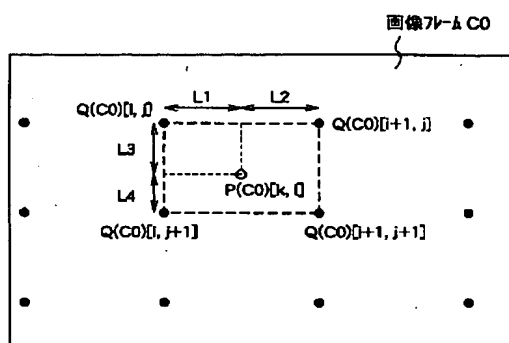 画像フレーム C0
L1 L2
Q(C0)[i, j] Q(C0)[i+1, j]
L3
P(C0)[k, l]
L4
Q(C0)[i, j+1] Q(C0)[i+1, j+1]